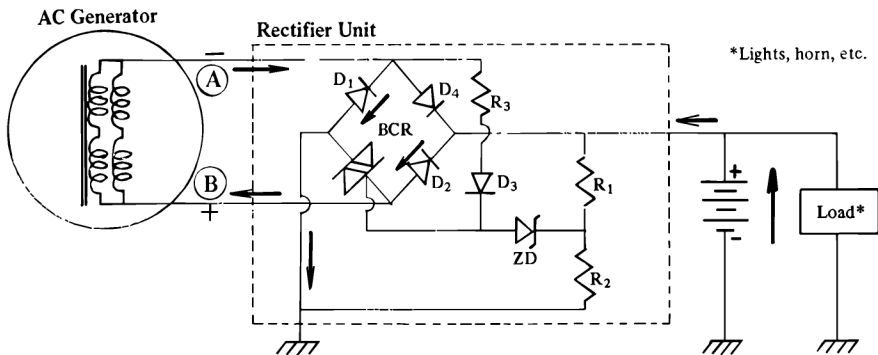 AC Generator
Rectifier Unit
*Lights, horn, etc.
−
A
D1
D4
R3
BCR
B
+
D2
D3
R1
ZD
R2
+
-
Load*